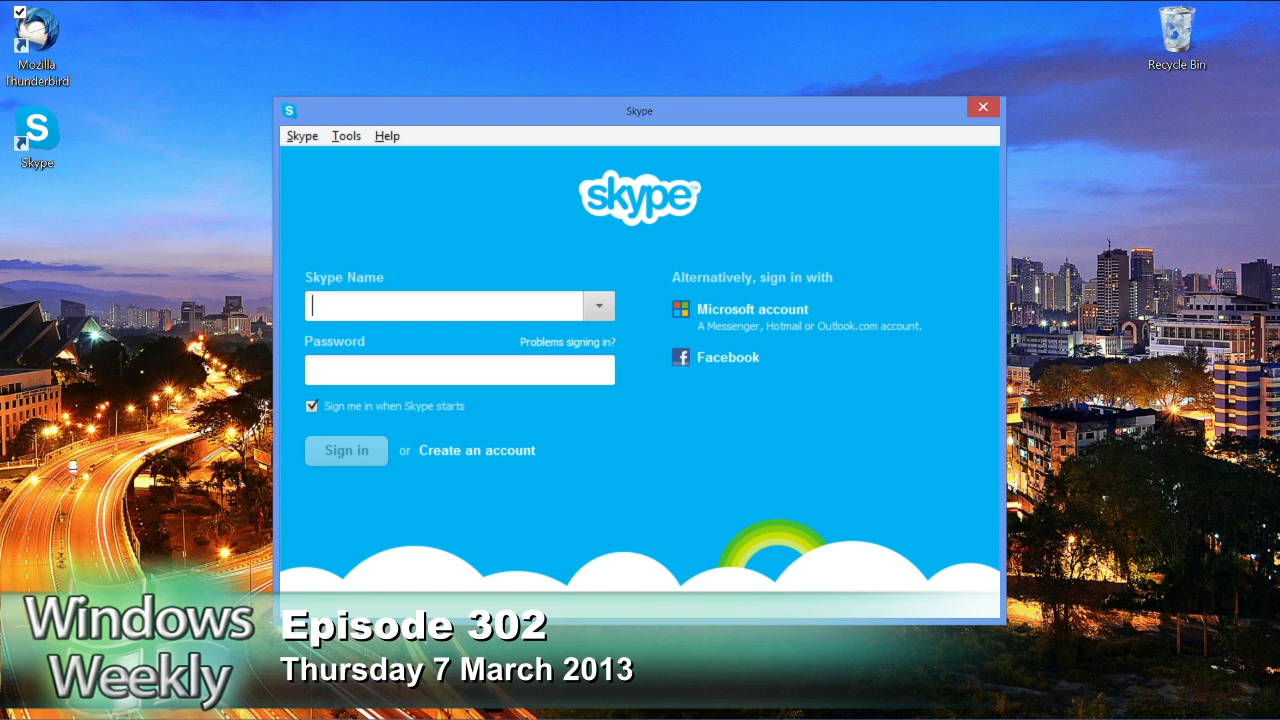 Mozilla
Thunderbird
Recycle Bin
S
Skype
S
Skype
Skype Tools Help
skype™
Skype Name
Password
Problems signing in?
Sign me in when Skype starts
Sign in or Create an account
Alternatively, sign in with
Microsoft account
A Messenger, Hotmail or Outlook.com account.
f Facebook
Windows
Weekly
Episode 302
Thursday 7 March 2013